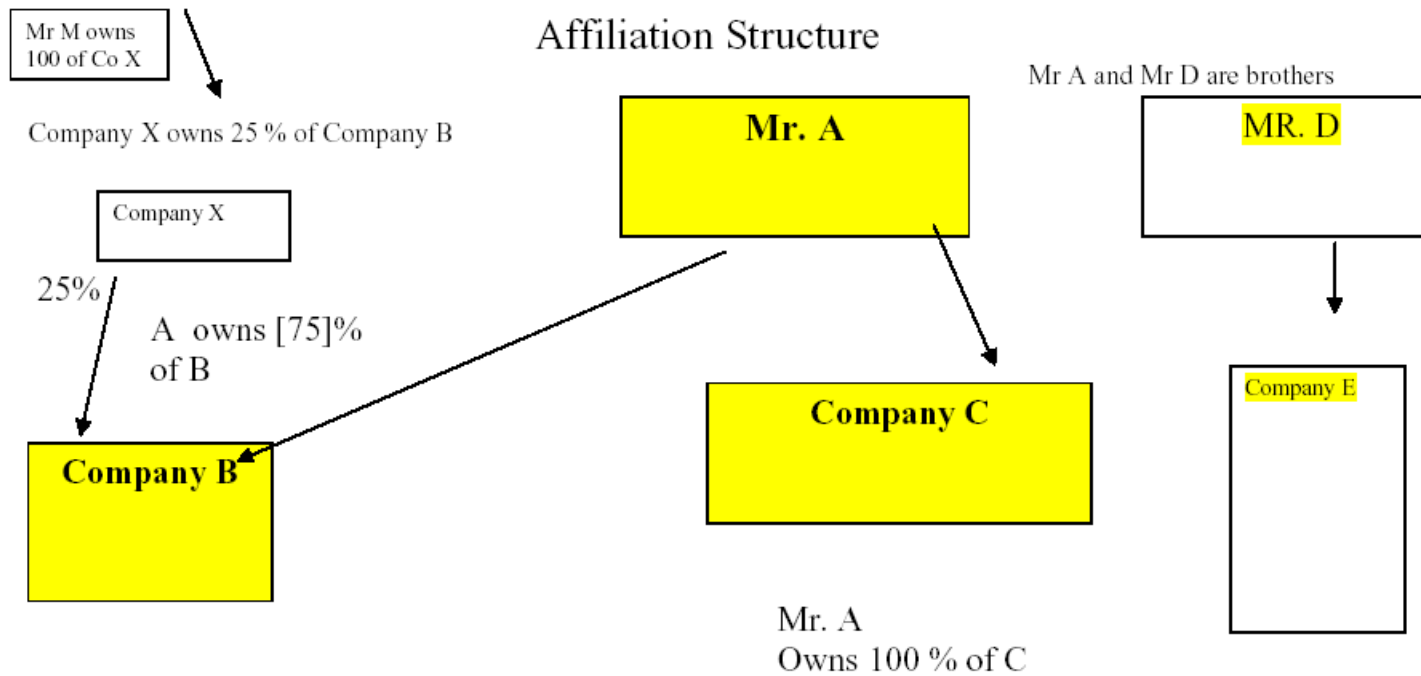 Mr M owns
100 of Co X
Affiliation Structure
Mr A and Mr D are brothers
Company X owns 25 % of Company B
Mr. A
MR. D
Company X
25%
A owns [75]%
of B
Company E
Company C
Company B
Mr. A
Owns 100 % of C